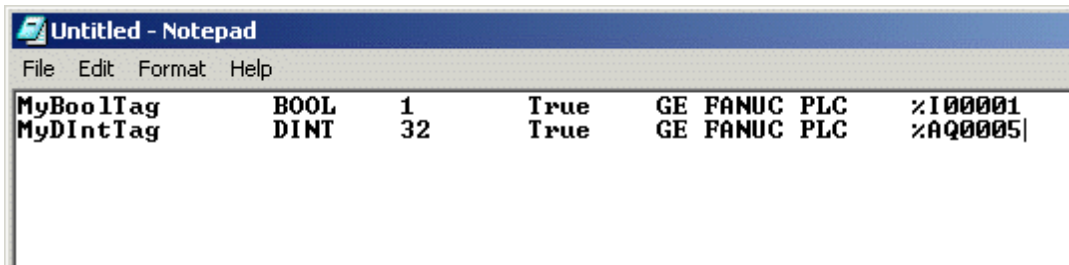 Untitled - Notepad
File Edit Format Help
MyBoolTag BOOL 1 True GE FANUC PLC %I00001
MyDIntTag DINT 32 True GE FANUC PLC %AQ0005